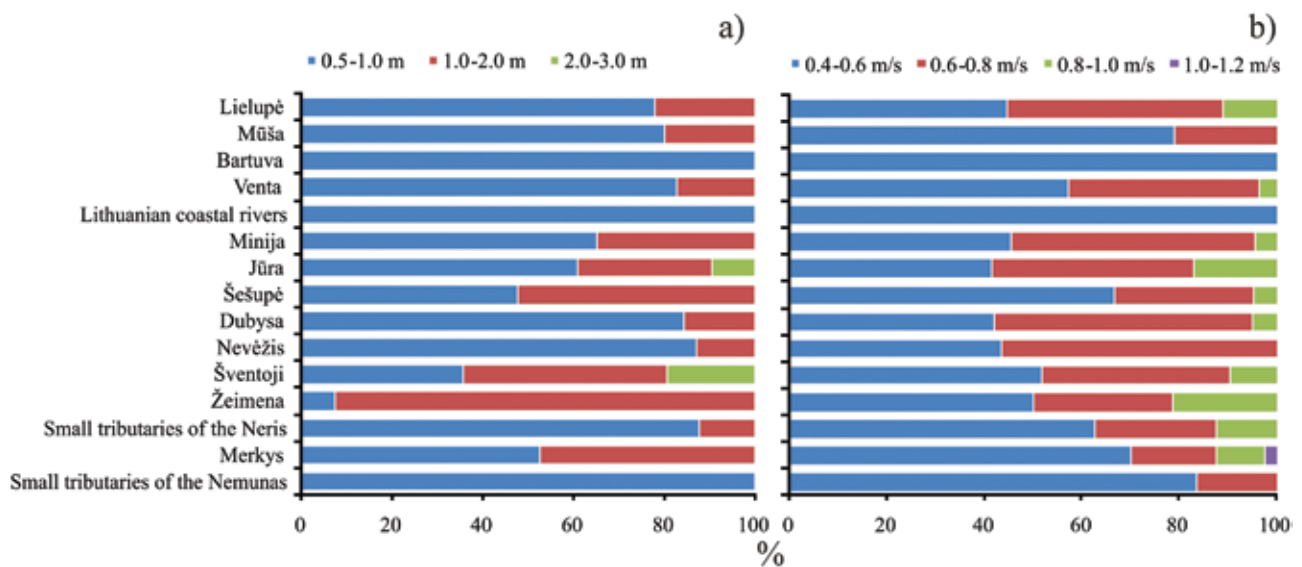 a)
b)
0.5-1.0 m 1.0-2.0 m 2.0-3.0 m
0.4-0.6 m/s 0.6-0.8 m/s 0.8-1.0 m/s 1.0-1.2 m/s
Lielupė
Mūša
Bartuva
Venta
Lithuanian coastal rivers
Minija
Jūra
Šešupė
Dubysa
Nevėžis
Šventoji
Žeimena
Small tributaries of the Neris
Merkys
Small tributaries of the Nemunas
0 20 40 60 80 100
0 20 40 60 80 100
%